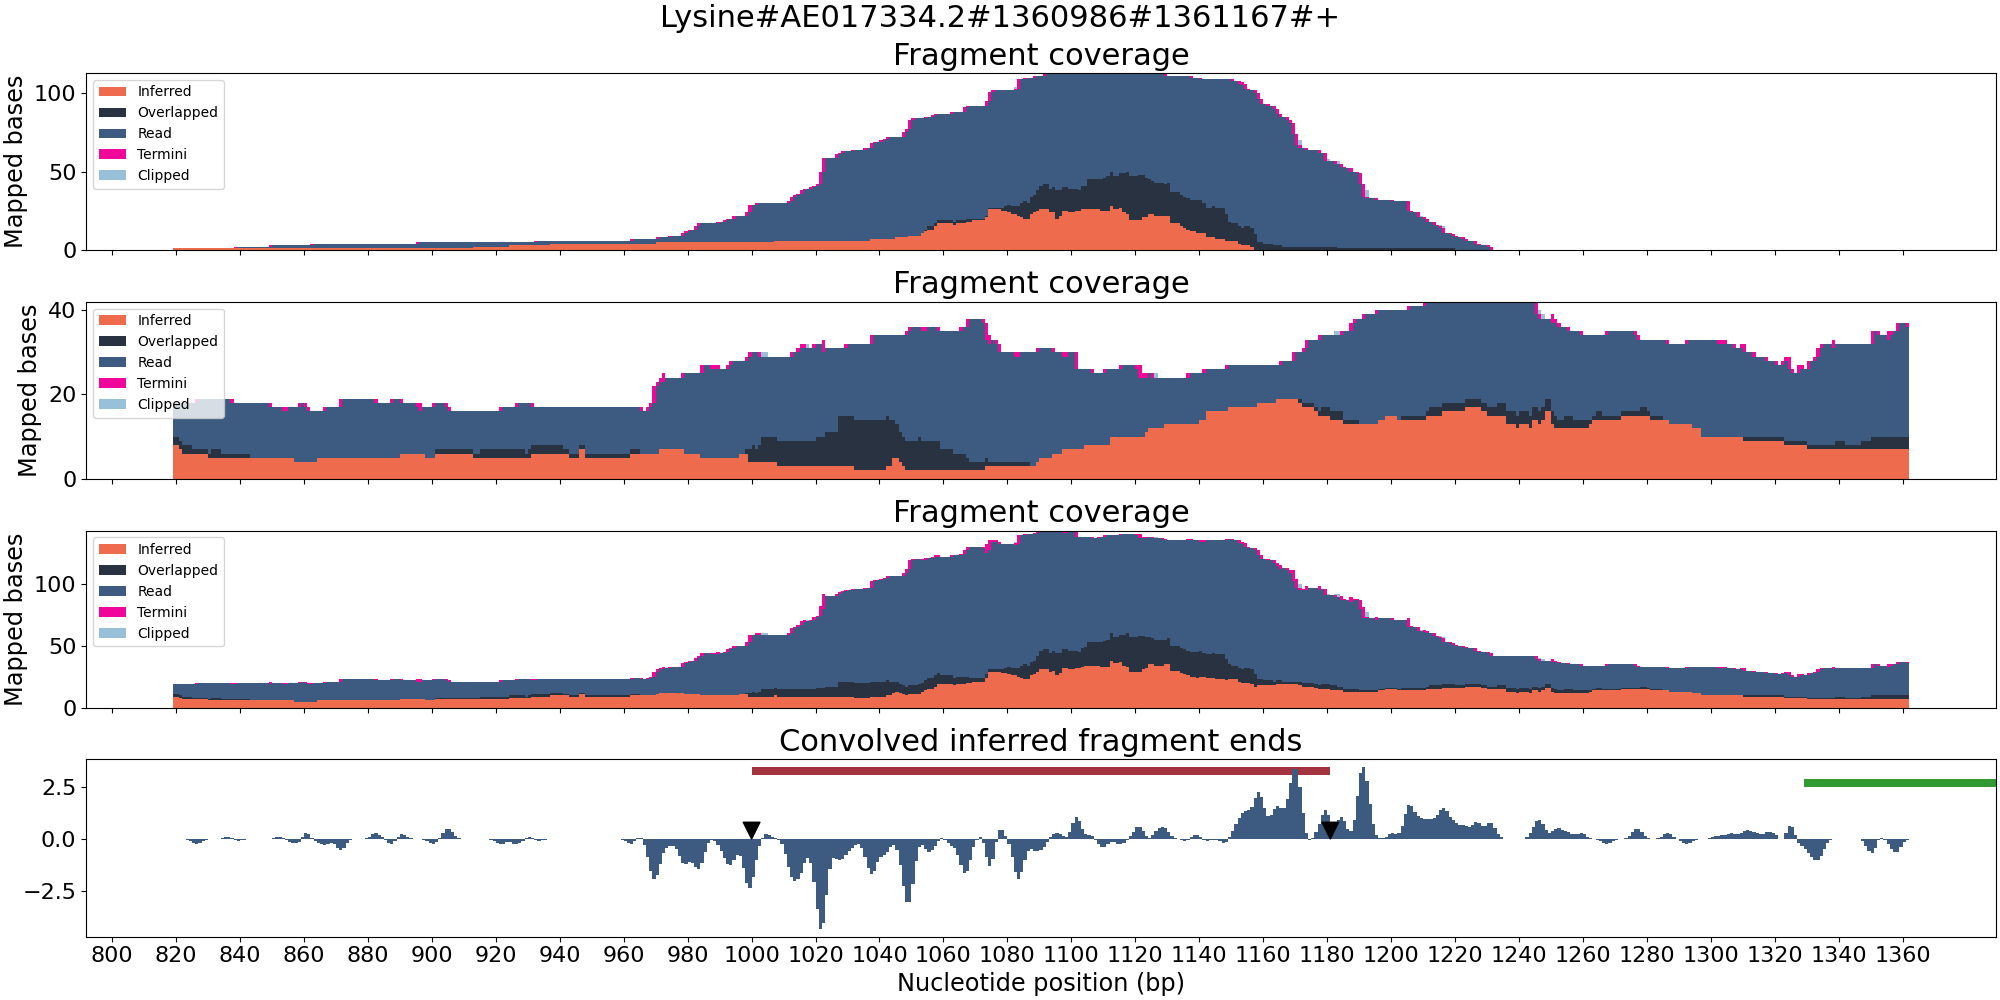 Lysine#AE017334.2#1360986#1361167#+
Fragment coverage
Mapped bases
100
50
0
Inferred
Overlapped
Read
Termini
Clipped
Fragment coverage
Mapped bases
40
20
0
Inferred
Overlapped
Read
Termini
Clipped
Fragment coverage
Mapped bases
100
50
0
Inferred
Overlapped
Read
Termini
Clipped
Convolved inferred fragment ends
2.5
0.0
−2.5
800 820 840 860 880 900 920 940 960 980 1000 1020 1040 1060 1080 1100 1120 1140 1160 1180 1200 1220 1240 1260 1280 1300 1320 1340 1360
Nucleotide position (bp)